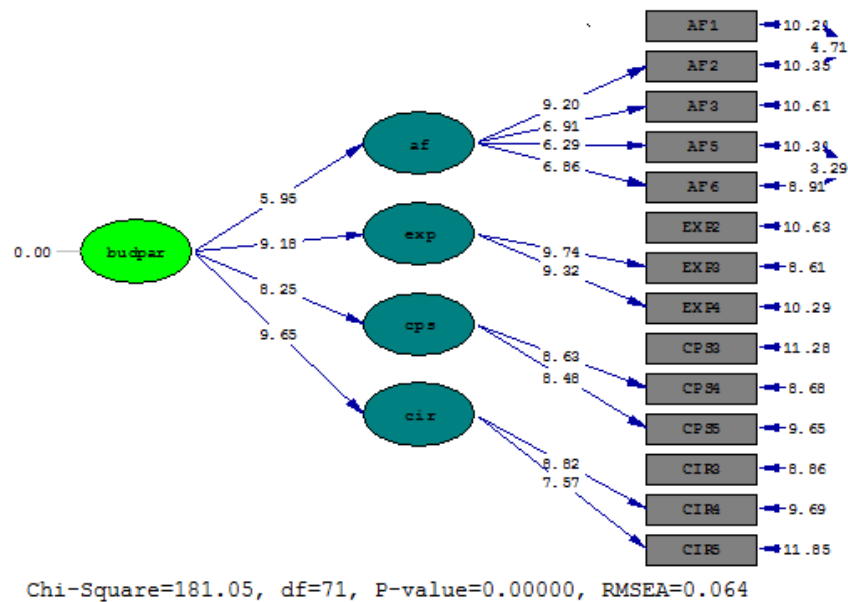 AF1 10.21
4.71
AF2 10.35
9.20
AF3 10.61
6.91
af
6.29
AF5 10.31
6.86
3.29
AF6 8.91
5.95
EXP2 10.63
9.18
exp
0.00 budpar
9.74
EXP3 8.61
9.32
8.25
EXP4 10.29
cps
9.65
CPS3 11.28
8.63
CPS4 8.68
8.48
cir
CPS5 9.65
CIR3 8.86
8.82
7.57
CIR4 9.69
CIR5 11.85
Chi-Square=181.05, df=71, P-value=0.00000, RMSEA=0.064